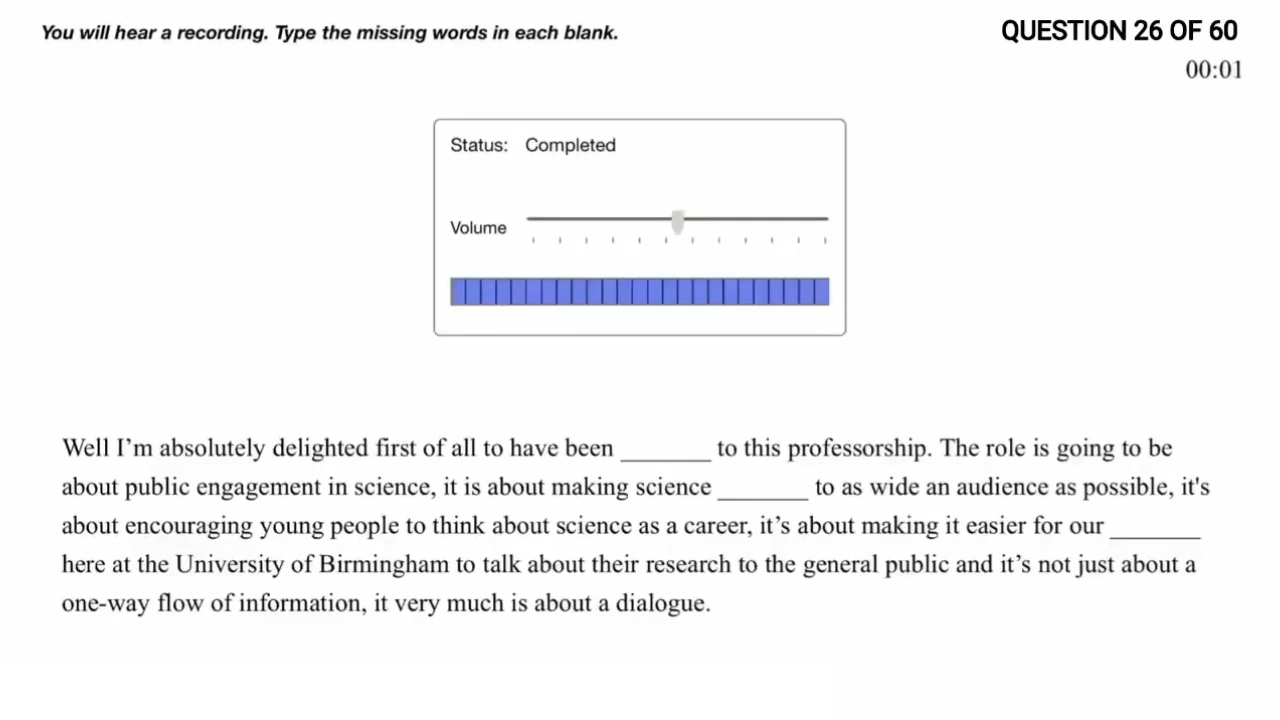 You will hear a recording. Type the missing words in each blank.
QUESTION 26 OF 60
00:01
Status: Completed
Volume
Well I’m absolutely delighted first of all to have been _______ to this professorship. The role is going to be
about public engagement in science, it is about making science _______ to as wide an audience as possible, it's
about encouraging young people to think about science as a career, it’s about making it easier for our _______
here at the University of Birmingham to talk about their research to the general public and it’s not just about a
one-way flow of information, it very much is about a dialogue.